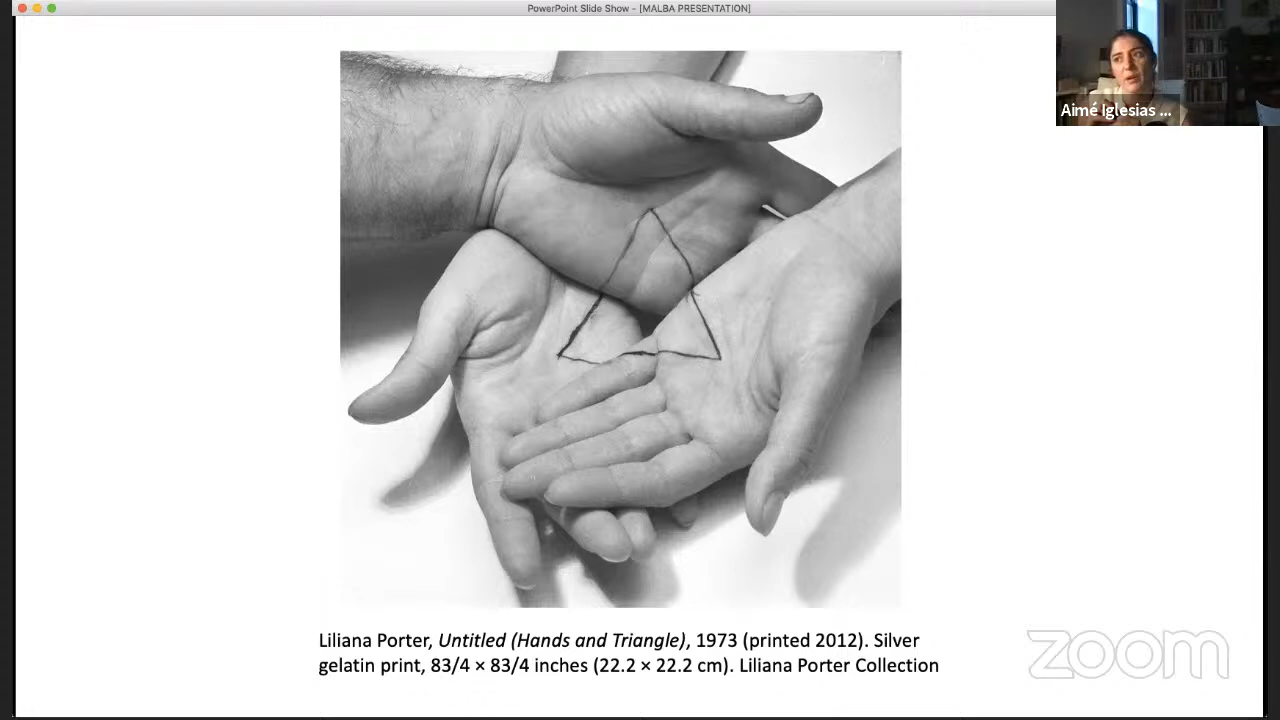 PowerPoint Slide Show - [MALBA PRESENTATION]
Aimé Iglesias ...
Liliana Porter, Untitled (Hands and Triangle), 1973 (printed 2012). Silver
gelatin print, 83/4 × 83/4 inches (22.2 × 22.2 cm). Liliana Porter Collection
zoom